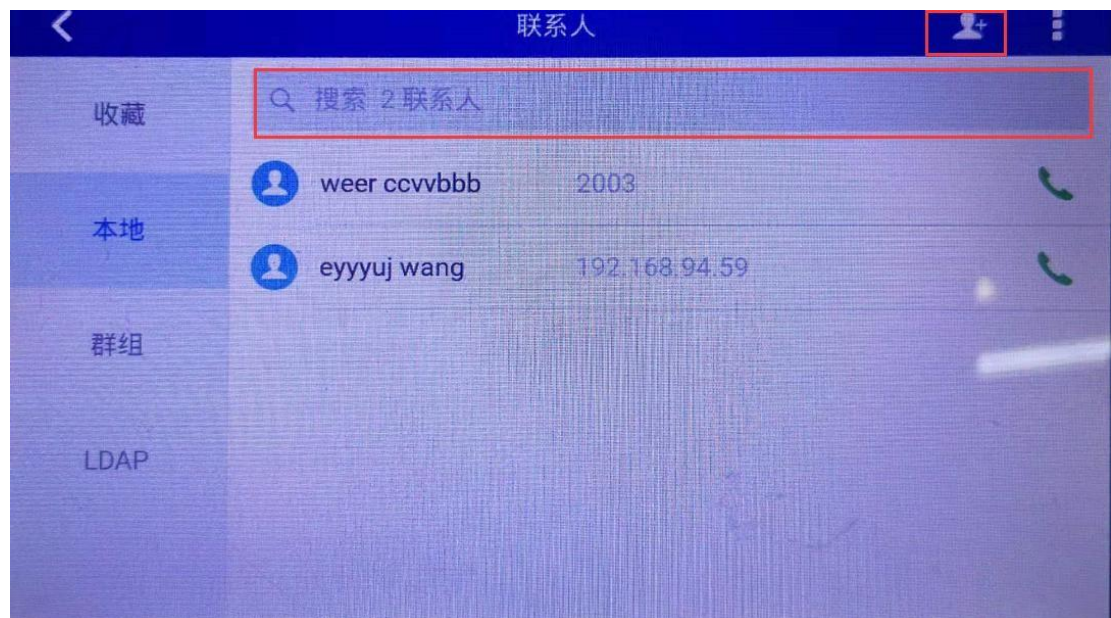 联系人
搜索 2 联系人
收藏
weer ccvvbbb 2003
本地
eyyyuj wang 192.168.94.59
群组
LDAP